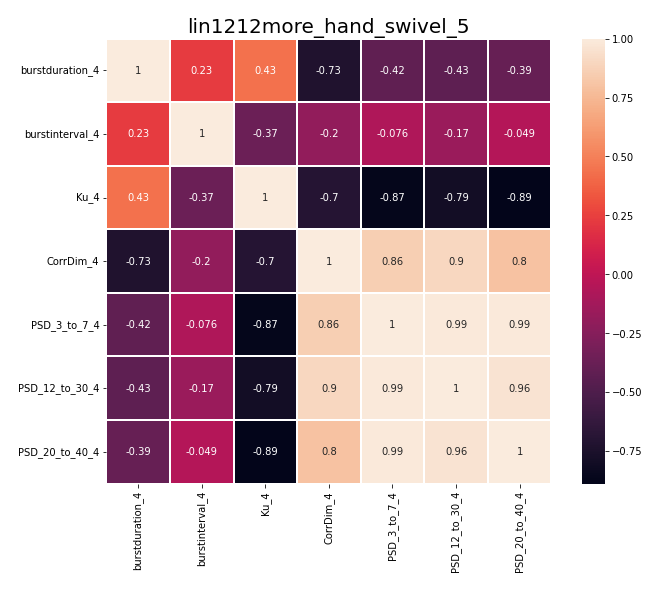 lin1212more_hand_swivel_5
burstduration_4 1 0.23 0.43 -0.73 -0.42 -0.43 -0.39
burstinterval_4 0.23 1 -0.37 -0.2 -0.076 -0.17 -0.049
Ku_4 0.43 -0.37 1 -0.7 -0.87 -0.79 -0.89
CorrDim_4 -0.73 -0.2 -0.7 1 0.86 0.9 0.8
PSD_3_to_7_4 -0.42 -0.076 -0.87 0.86 1 0.99 0.99
PSD_12_to_30_4 -0.43 -0.17 -0.79 0.9 0.99 1 0.96
PSD_20_to_40_4 -0.39 -0.049 -0.89 0.8 0.99 0.96 1
burstduration_4
burstinterval_4
Ku_4
CorrDim_4
PSD_3_to_7_4
PSD_12_to_30_4
PSD_20_to_40_4
1.00
0.75
0.50
0.25
0.00
-0.25
-0.50
-0.75